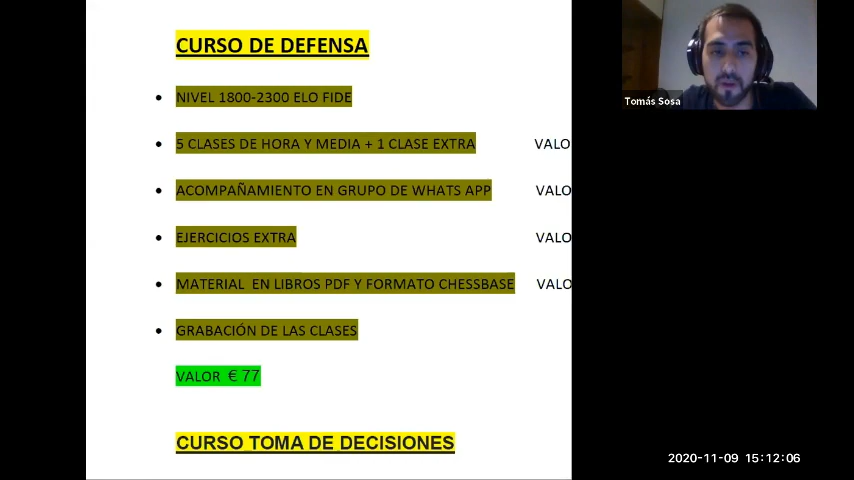 CURSO DE DEFENSA
Tomás Sosa
• NIVEL 1800-2300 ELO FIDE
• 5 CLASES DE HORA Y MEDIA + 1 CLASE EXTRA VALO
• ACOMPAÑAMIENTO EN GRUPO DE WHATS APP VALO
• EJERCICIOS EXTRA VALO
• MATERIAL EN LIBROS PDF Y FORMATO CHESSBASE VALO
• GRABACIÓN DE LAS CLASES
VALOR € 77
CURSO TOMA DE DECISIONES
2020-11-09 15:12:06